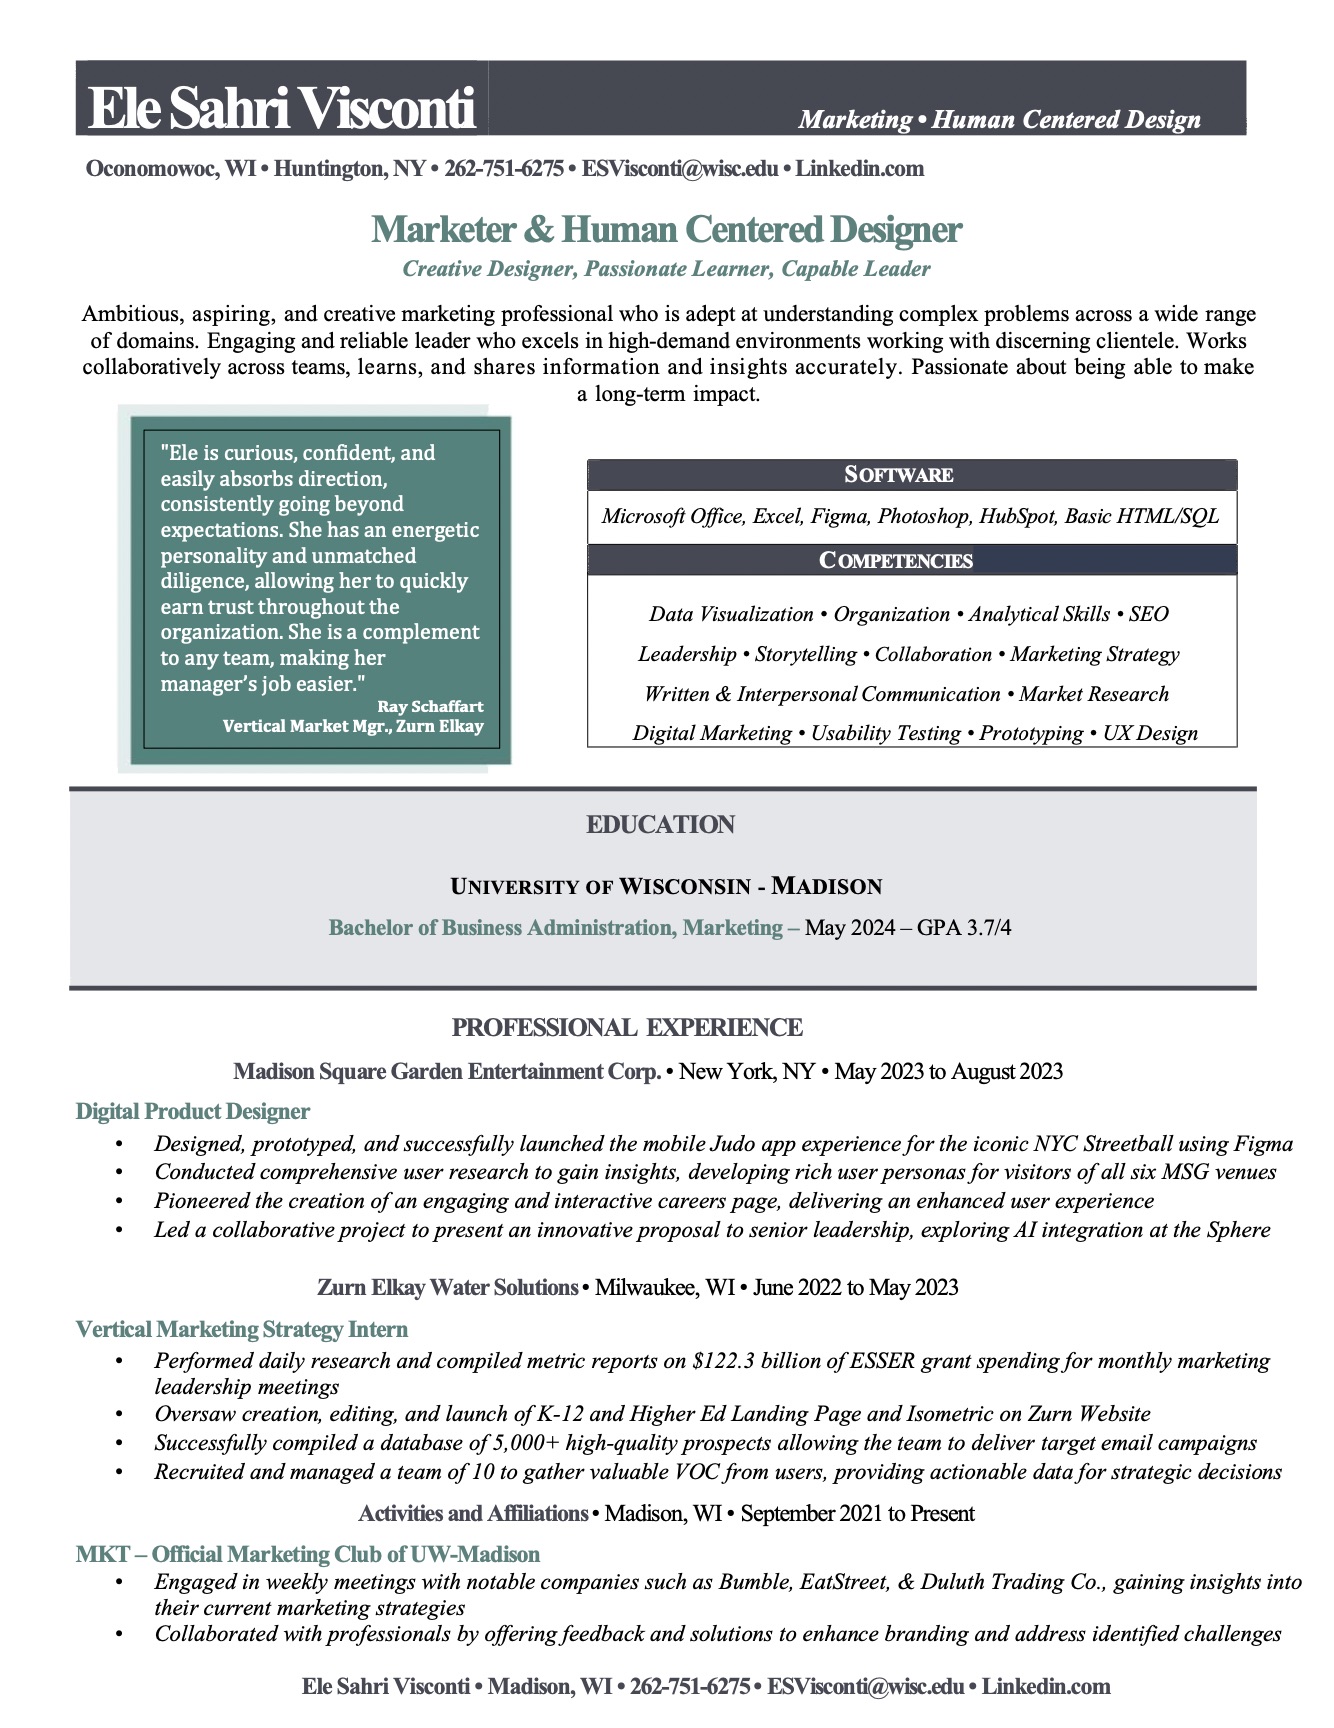 Ele Sahri Visconti
Marketing • Human Centered Design
Oconomowoc, WI • Huntington, NY • 262-751-6275 • ESVisconti@wisc.edu • Linkedin.com
Marketer & Human Centered Designer
Creative Designer, Passionate Learner, Capable Leader
Ambitious, aspiring, and creative marketing professional who is adept at understanding complex problems across a wide range
of domains. Engaging and reliable leader who excels in high-demand environments working with discerning clientele. Works
collaboratively across teams, learns, and shares information and insights accurately. Passionate about being able to make
a long-term impact.
"Ele is curious, confident, and
easily absorbs direction,
consistently going beyond
expectations. She has an energetic
personality and unmatched
diligence, allowing her to quickly
earn trust throughout the
organization. She is a complement
to any team, making her
manager’s job easier."
Ray Schaffart
Vertical Market Mgr., Zurn Elkay
SOFTWARE
Microsoft Office, Excel, Figma, Photoshop, HubSpot, Basic HTML/SQL
COMPETENCIES
Data Visualization • Organization • Analytical Skills • SEO
Leadership • Storytelling • Collaboration • Marketing Strategy
Written & Interpersonal Communication • Market Research
Digital Marketing • Usability Testing • Prototyping • UX Design
EDUCATION
UNIVERSITY OF WISCONSIN - MADISON
Bachelor of Business Administration, Marketing – May 2024 – GPA 3.7/4
PROFESSIONAL EXPERIENCE
Madison Square Garden Entertainment Corp. • New York, NY • May 2023 to August 2023
Digital Product Designer
• Designed, prototyped, and successfully launched the mobile Judo app experience for the iconic NYC Streetball using Figma
• Conducted comprehensive user research to gain insights, developing rich user personas for visitors of all six MSG venues
• Pioneered the creation of an engaging and interactive careers page, delivering an enhanced user experience
• Led a collaborative project to present an innovative proposal to senior leadership, exploring AI integration at the Sphere
Zurn Elkay Water Solutions • Milwaukee, WI • June 2022 to May 2023
Vertical Marketing Strategy Intern
• Performed daily research and compiled metric reports on $122.3 billion of ESSER grant spending for monthly marketing
leadership meetings
• Oversaw creation, editing, and launch of K-12 and Higher Ed Landing Page and Isometric on Zurn Website
• Successfully compiled a database of 5,000+ high-quality prospects allowing the team to deliver target email campaigns
• Recruited and managed a team of 10 to gather valuable VOC from users, providing actionable data for strategic decisions
Activities and Affiliations • Madison, WI • September 2021 to Present
MKT – Official Marketing Club of UW-Madison
• Engaged in weekly meetings with notable companies such as Bumble, EatStreet, & Duluth Trading Co., gaining insights into
their current marketing strategies
• Collaborated with professionals by offering feedback and solutions to enhance branding and address identified challenges
Ele Sahri Visconti • Madison, WI • 262-751-6275 • ESVisconti@wisc.edu • Linkedin.com